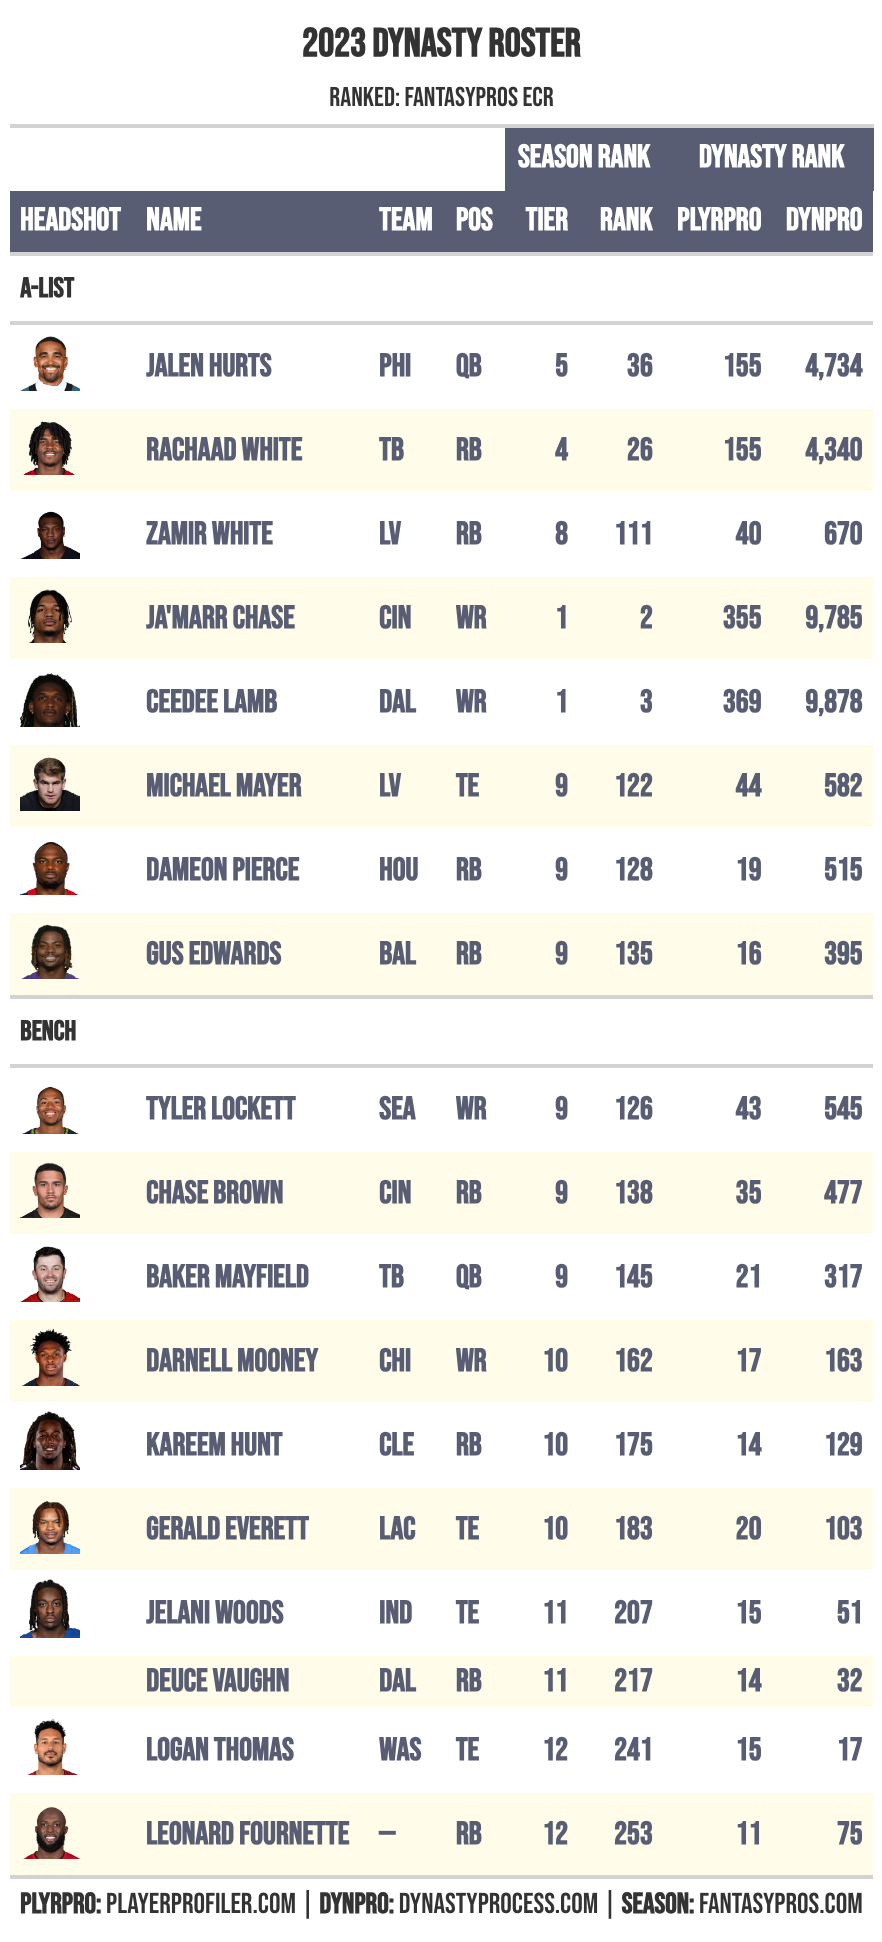 2023 DYNASTY ROSTER
RANKED: FANTASYPROS ECR
SEASON RANK DYNASTY RANK
HEADSHOT NAME TEAM POS TIER RANK PLYRPRO DYNPRO
A-LIST
JALEN HURTS PHI QB 5 36 155 4,734
RACHAAD WHITE TB RB 4 26 155 4,340
ZAMIR WHITE LV RB 8 111 40 670
JA'MARR CHASE CIN WR 1 2 355 9,785
CEEDEE LAMB DAL WR 1 3 369 9,878
MICHAEL MAYER LV TE 9 122 44 582
DAMEON PIERCE HOU RB 9 128 19 515
GUS EDWARDS BAL RB 9 135 16 395
BENCH
TYLER LOCKETT SEA WR 9 126 43 545
CHASE BROWN CIN RB 9 138 35 477
BAKER MAYFIELD TB QB 9 145 21 317
DARNELL MOONEY CHI WR 10 162 17 163
KAREEM HUNT CLE RB 10 175 14 129
GERALD EVERETT LAC TE 10 183 20 103
JELANI WOODS IND TE 11 207 15 51
DEUCE VAUGHN DAL RB 11 217 14 32
LOGAN THOMAS WAS TE 12 241 15 17
LEONARD FOURNETTE — RB 12 253 11 75
PLYRPRO: PLAYERPROFILER.COM | DYNPRO: DYNASTYPROCESS.COM | SEASON: FANTASYPROS.COM